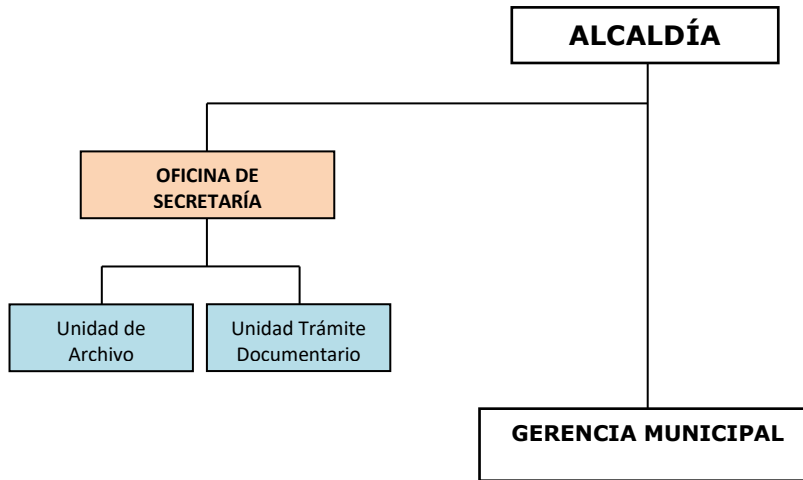 ALCALDÍA
OFICINA DE
SECRETARÍA
Unidad de
Archivo
Unidad Trámite
Documentario
GERENCIA MUNICIPAL